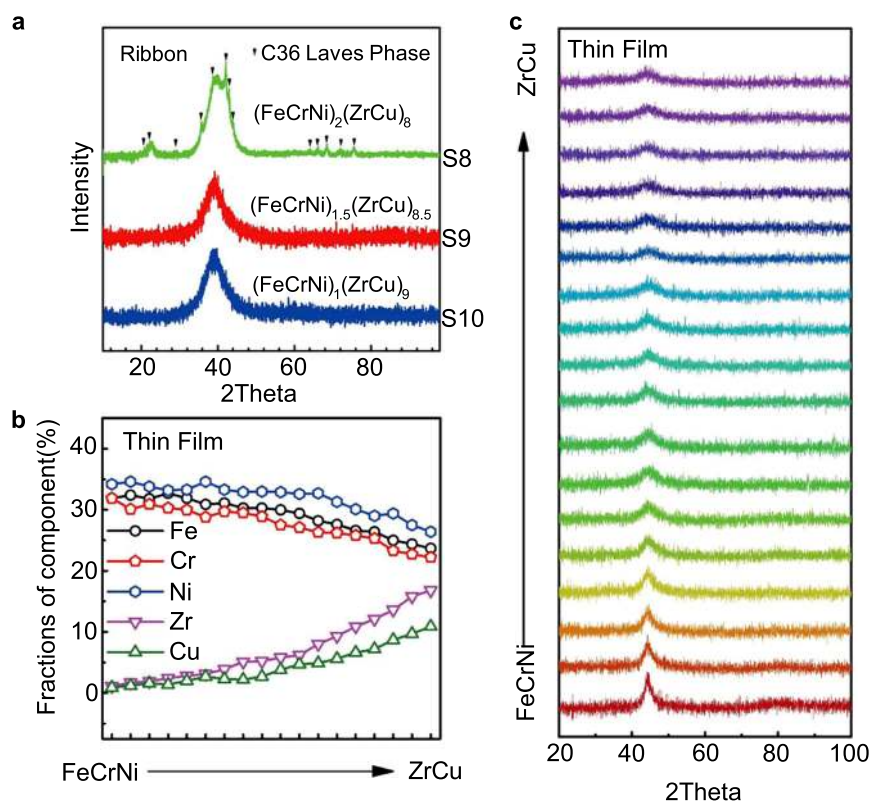 a
Ribbon
C36 Laves Phase
(FeCrNi)2(ZrCu)8
S8
(FeCrNi)1.5(ZrCu)8.5
S9
(FeCrNi)1(ZrCu)9
S10
Intensity
20 40 60 80
2Theta
b
Thin Film
Fractions of component(%)
40
30
20
10
0
Fe
Cr
Ni
Zr
Cu
FeCrNi
ZrCu
c
Thin Film
ZrCu
FeCrNi
20 40 60 80 100
2Theta